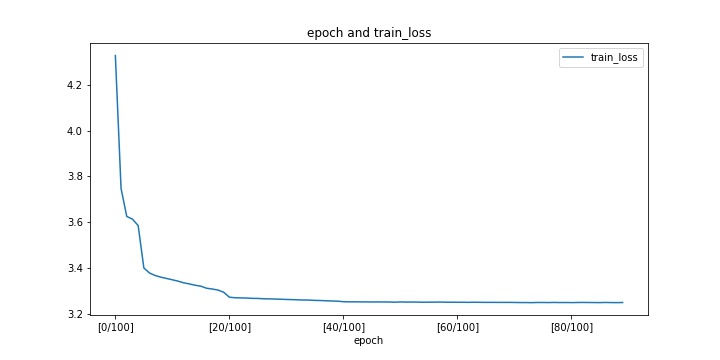 epoch and train_loss
train_loss
4.2
4.0
3.8
3.6
3.4
3.2
[0/100] [20/100] [40/100] [60/100] [80/100]
epoch